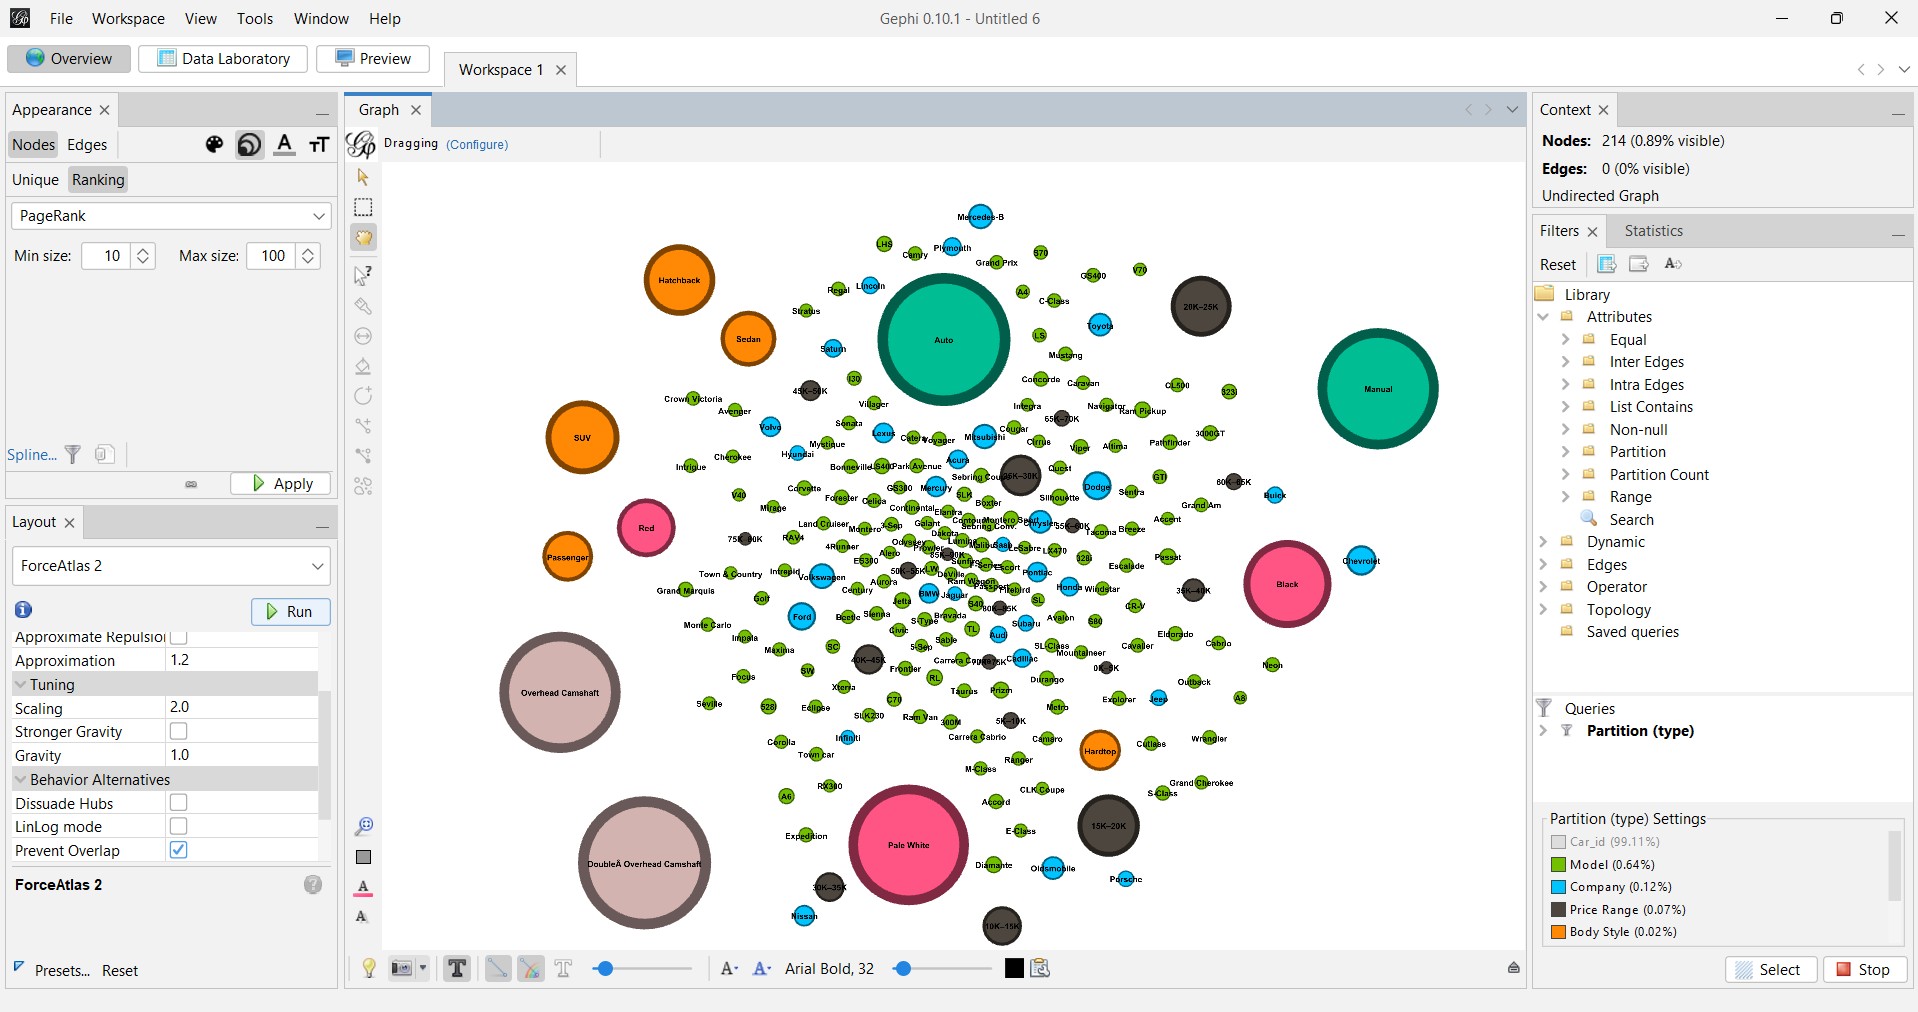 File Workspace View Tools Window Help
Gephi 0.10.1 - Untitled 6
Overview Data Laboratory Preview
Workspace 1
Appearance
Nodes Edges
Unique Ranking
PageRank
Min size: 10 Max size: 100
Spline...
Apply
Layout
ForceAtlas 2
Run
Approximation 1.2
Tuning
Scaling 2.0
Stronger Gravity
Gravity 1.0
Behavior Alternatives
Dissuade Hubs
LinLog mode
Prevent Overlap
ForceAtlas 2
Presets... Reset
Graph
Dragging (Configure)
Mercedes-B
LHS
Camry
Plymouth
Grand Prix
S70
GS400
V70
Hatchback
Regal
Lincoln
A4
C-Class
20K–25K
Stratus
Sedan
Auto
Toyota
Saturn
LS
Mustang
Manual
I30
45K–50K
Concorde
Caravan
CL500
323i
Crown Victoria
Avenger
Villager
Integra
65K–70K
Navigator
Ram Pickup
SUV
Volvo
Sonata
Lexus
Catera
Voyager
Mitsubishi
Cougar
Cirrus
Viper
Altima
Pathfinder
3000GT
Mystique
Hyundai
Cherokee
Intrigue
Bonneville
LS400
Park Avenue
Acura
Quest
Sebring Coupe
Dodge
GTI
60K–65K
Buick
V40
Corvette
Forester
Celica
GS300
Mercury
SLK
Boxter
Silhouette
Sentra
Grand Am
Mirage
Continental
Elantra
Red
Land Cruiser
Montero
3-Sep
Galant
Contour
Montero Sport
Sebring Conv.
Chrysler
55K–60K
Tacoma
Breeze
Accent
75K–80K
RAV4
4Runner
Odyssey
Dakota
Prowler
Lumina
Malibu
Saab
LeSabre
LX470
328i
Passat
Passenger
ES300
Alero
Sunfire
Escort
Escalade
Chevrolet
Town & Country
Intrepid
Volkswagen
Aurora
50K–55K
LW
DeVille
Ram Wagon
Pontiac
Black
Grand Marquis
Golf
Century
BMW
Jaguar
Passport
Firebird
Honda
Windstar
35K–40K
Ford
Beetle
Sienna
Jetta
S-Type
Bravada
S40
80K–85K
SL
CR-V
Monte Carlo
Impala
Civic
TL
Audi
Subaru
Avalon
S80
Eldorado
Maxima
SC
5-Sep
Sable
SL-Class
Mountaineer
Cavalier
Cabrio
40K–45K
Carrera Coupe
Cadillac
0K–5K
Neon
Focus
SW
Frontier
RL
Durango
Outback
Overhead Camshaft
Xterra
Taurus
Prizm
Explorer
Jeep
A8
Seville
528i
Eclipse
C70
SLK230
Ram Van
300M
5K–10K
Metro
Corolla
Infiniti
Carrera Cabrio
Camaro
Hardtop
Cutlass
Wrangler
Town car
Ranger
M-Class
A6
RX300
CLK Coupe
S-Class
Grand Cherokee
Accord
15K–20K
Expedition
E-Class
Pale White
DoubleÂ Overhead Camshaft
Diamante
Oldsmobile
Porsche
30K–35K
Nissan
10K–15K
Arial Bold, 32
Context
Nodes: 214 (0.89% visible)
Edges: 0 (0% visible)
Undirected Graph
Filters Statistics
Reset
Library
Attributes
Equal
Inter Edges
Intra Edges
List Contains
Non-null
Partition
Partition Count
Range
Search
Dynamic
Edges
Operator
Topology
Saved queries
Queries
Partition (type)
Partition (type) Settings
Car_id (99.11%)
Model (0.64%)
Company (0.12%)
Price Range (0.07%)
Body Style (0.02%)
Select Stop